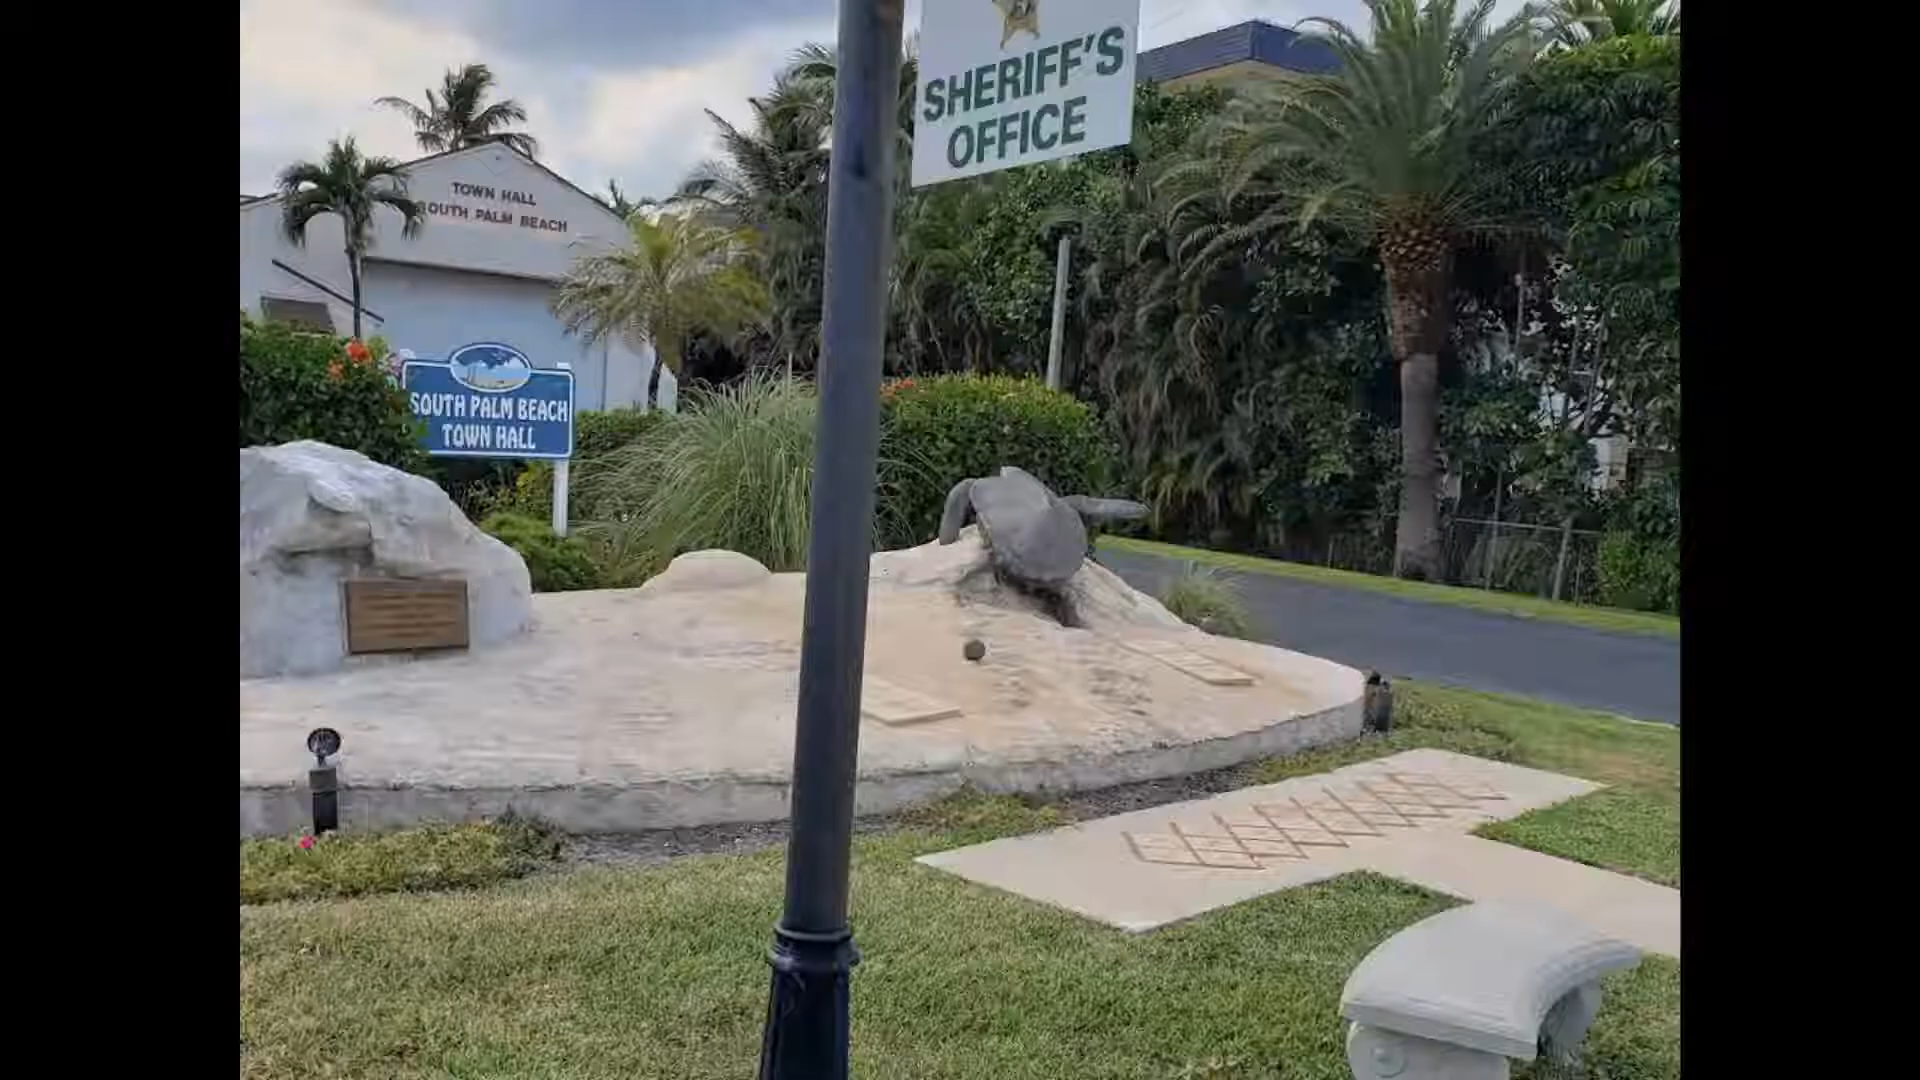 SHERIFF'S
OFFICE
TOWN HALL
SOUTH PALM BEACH
SOUTH PALM BEACH
TOWN HALL